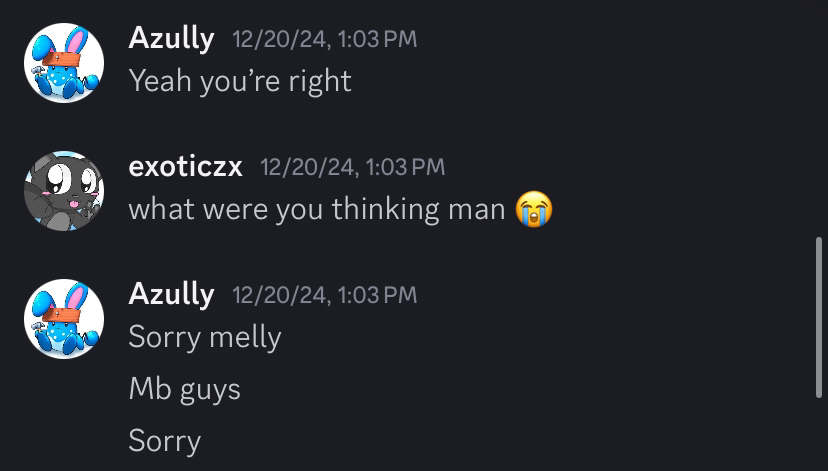 Azully 12/20/24, 1:03 PM
Yeah you’re right
exoticzx 12/20/24, 1:03 PM
what were you thinking man 😭
Azully 12/20/24, 1:03 PM
Sorry melly
Mb guys
Sorry